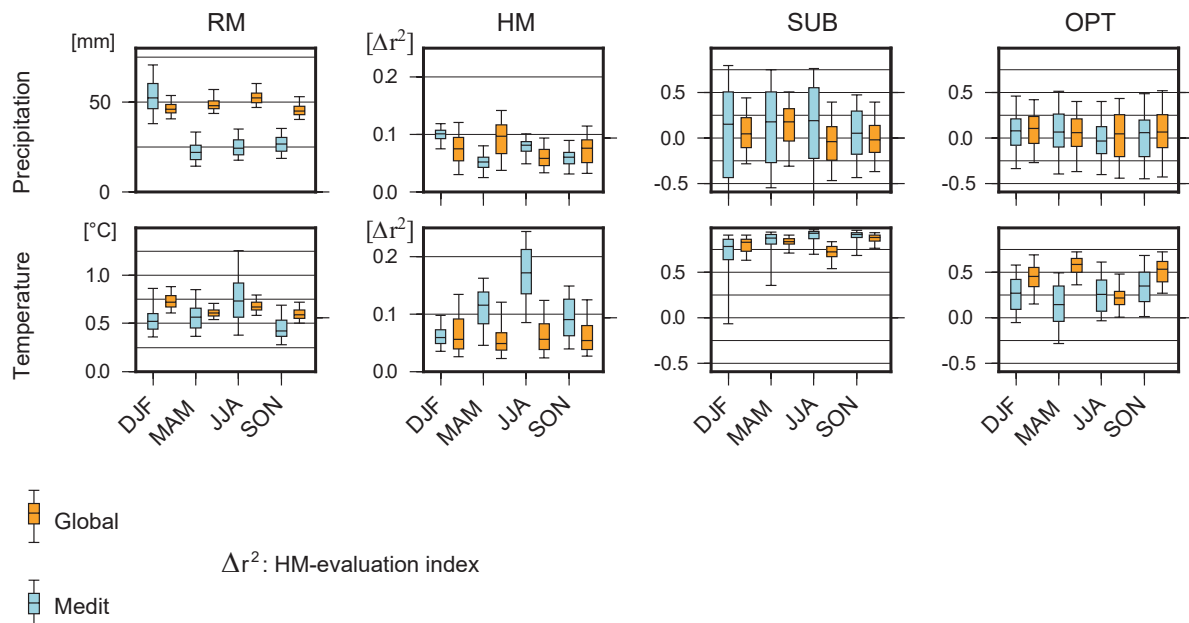 RM HM SUB OPT
[mm] [Δr²]
Precipitation
50
0
0.2
0.1
0.0
0.5
0.0
-0.5
0.5
0.0
-0.5
[°C] [Δr²]
Temperature
1.0
0.5
0.0
0.2
0.1
0.0
0.5
0.0
-0.5
0.5
0.0
-0.5
DJF MAM JJA SON DJF MAM JJA SON DJF MAM JJA SON DJF MAM JJA SON
Global
Δr²: HM-evaluation index
Medit